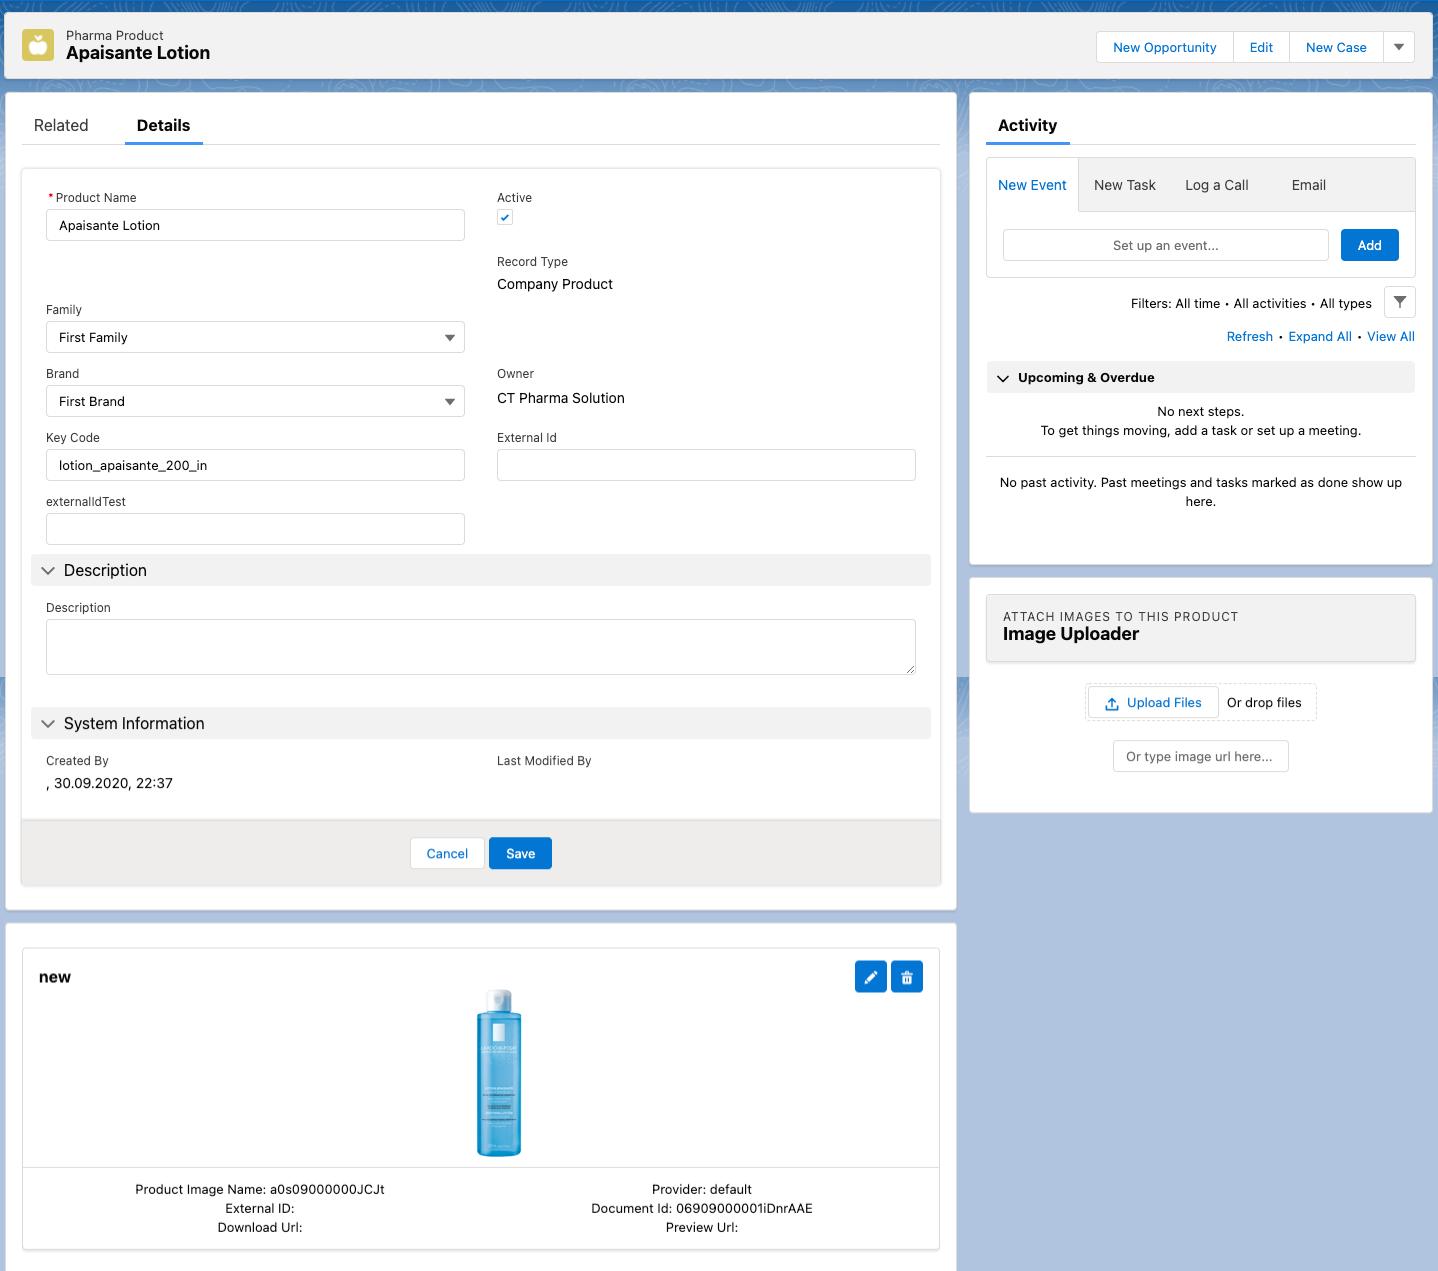 Pharma Product
Apaisante Lotion
New Opportunity
Edit
New Case
Related
Details
* Product Name
Apaisante Lotion
Active
Record Type
Company Product
Family
First Family
Brand
First Brand
Owner
CT Pharma Solution
Key Code
lotion_apaisante_200_in
External Id
externalIdTest
Description
Description
System Information
Created By
, 30.09.2020, 22:37
Last Modified By
Cancel
Save
Activity
New Event
New Task
Log a Call
Email
Set up an event...
Add
Filters: All time • All activities • All types
Refresh • Expand All • View All
Upcoming & Overdue
No next steps.
To get things moving, add a task or set up a meeting.
No past activity. Past meetings and tasks marked as done show up
here.
ATTACH IMAGES TO THIS PRODUCT
Image Uploader
Upload Files
Or drop files
Or type image url here...
new
Product Image Name: a0s09000000JCJt
External ID:
Download Url:
Provider: default
Document Id: 06909000001iDnrAAE
Preview Url: